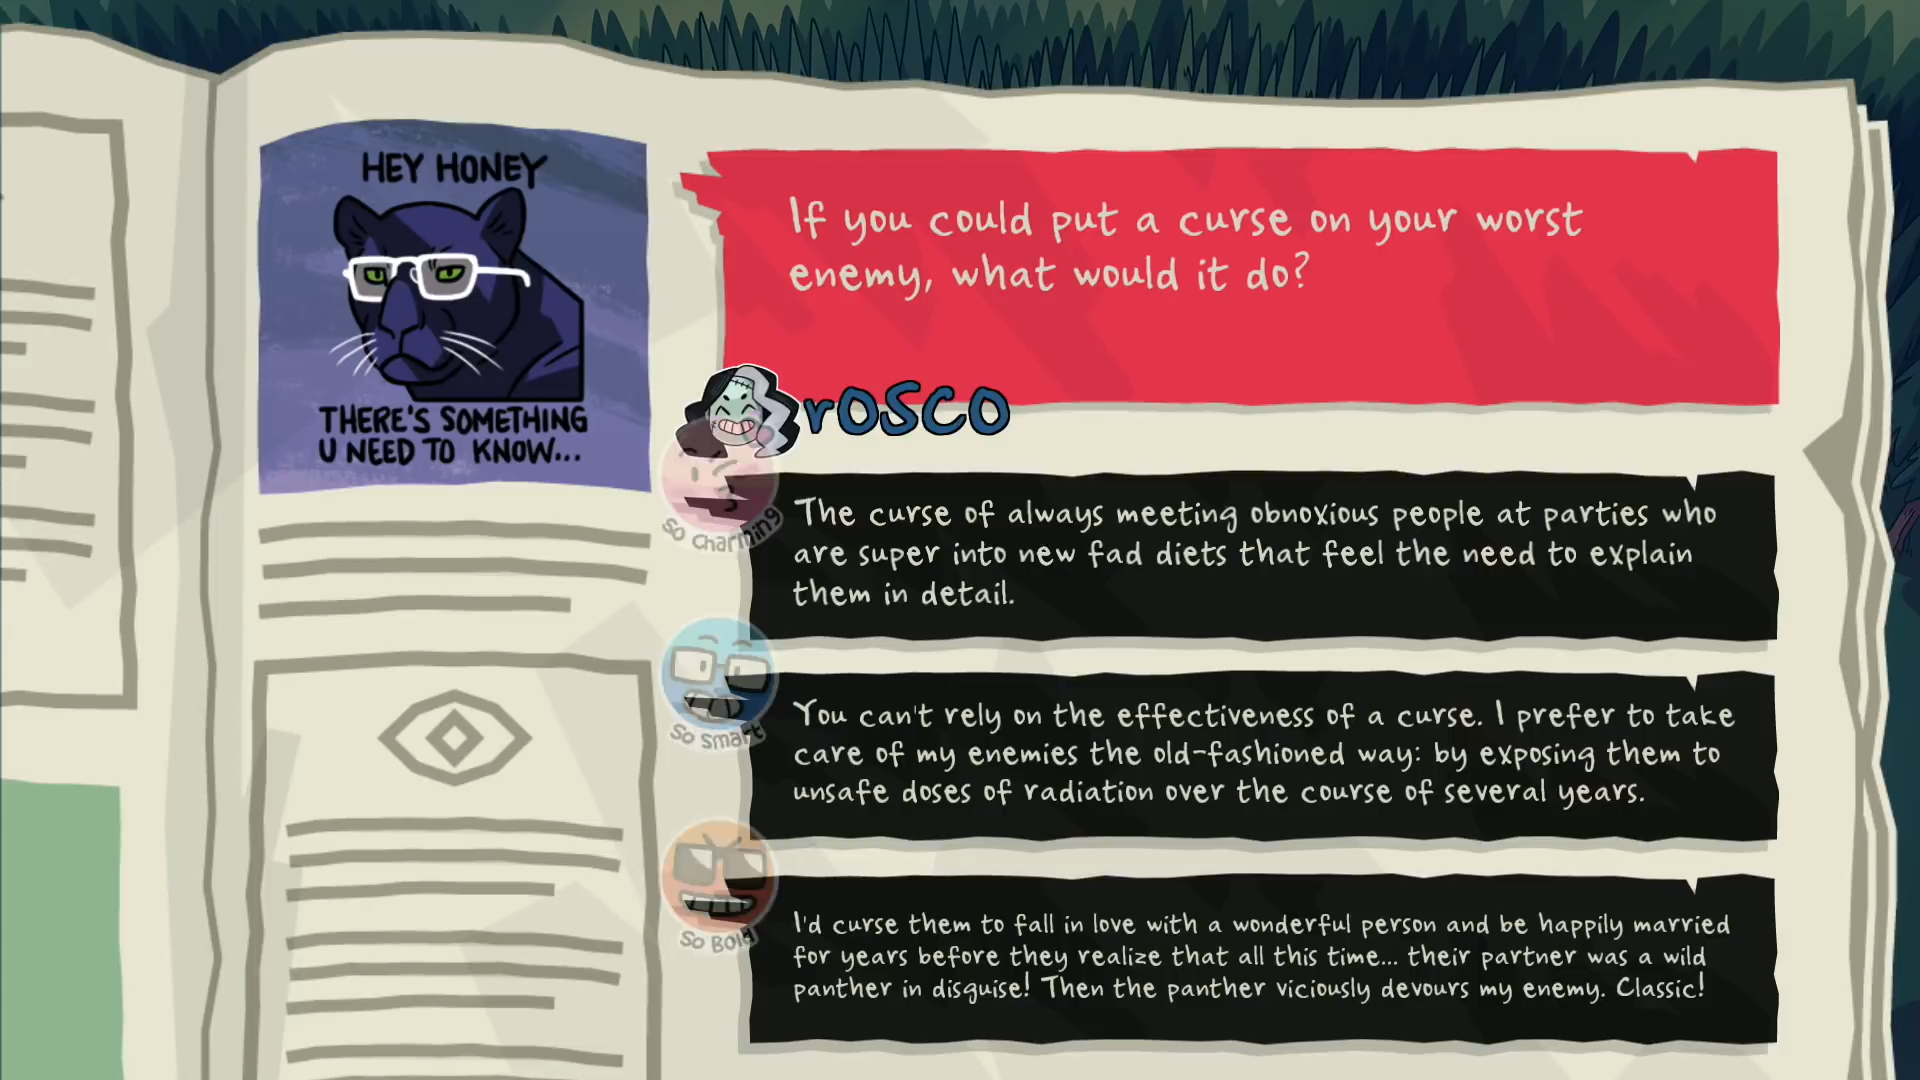 HEY HONEY
THERE'S SOMETHING
U NEED TO KNOW...
If you could put a curse on your worst
enemy, what would it do?
rOSCO
So Charming
The curse of always meeting obnoxious people at parties who
are super into new fad diets that feel the need to explain
them in detail.
So Smart
You can't rely on the effectiveness of a curse. I prefer to take
care of my enemies the old-fashioned way: by exposing them to
unsafe doses of radiation over the course of several years.
So Bold
I'd curse them to fall in love with a wonderful person and be happily married
for years before they realize that all this time... their partner was a wild
panther in disguise! Then the panther viciously devours my enemy. Classic!